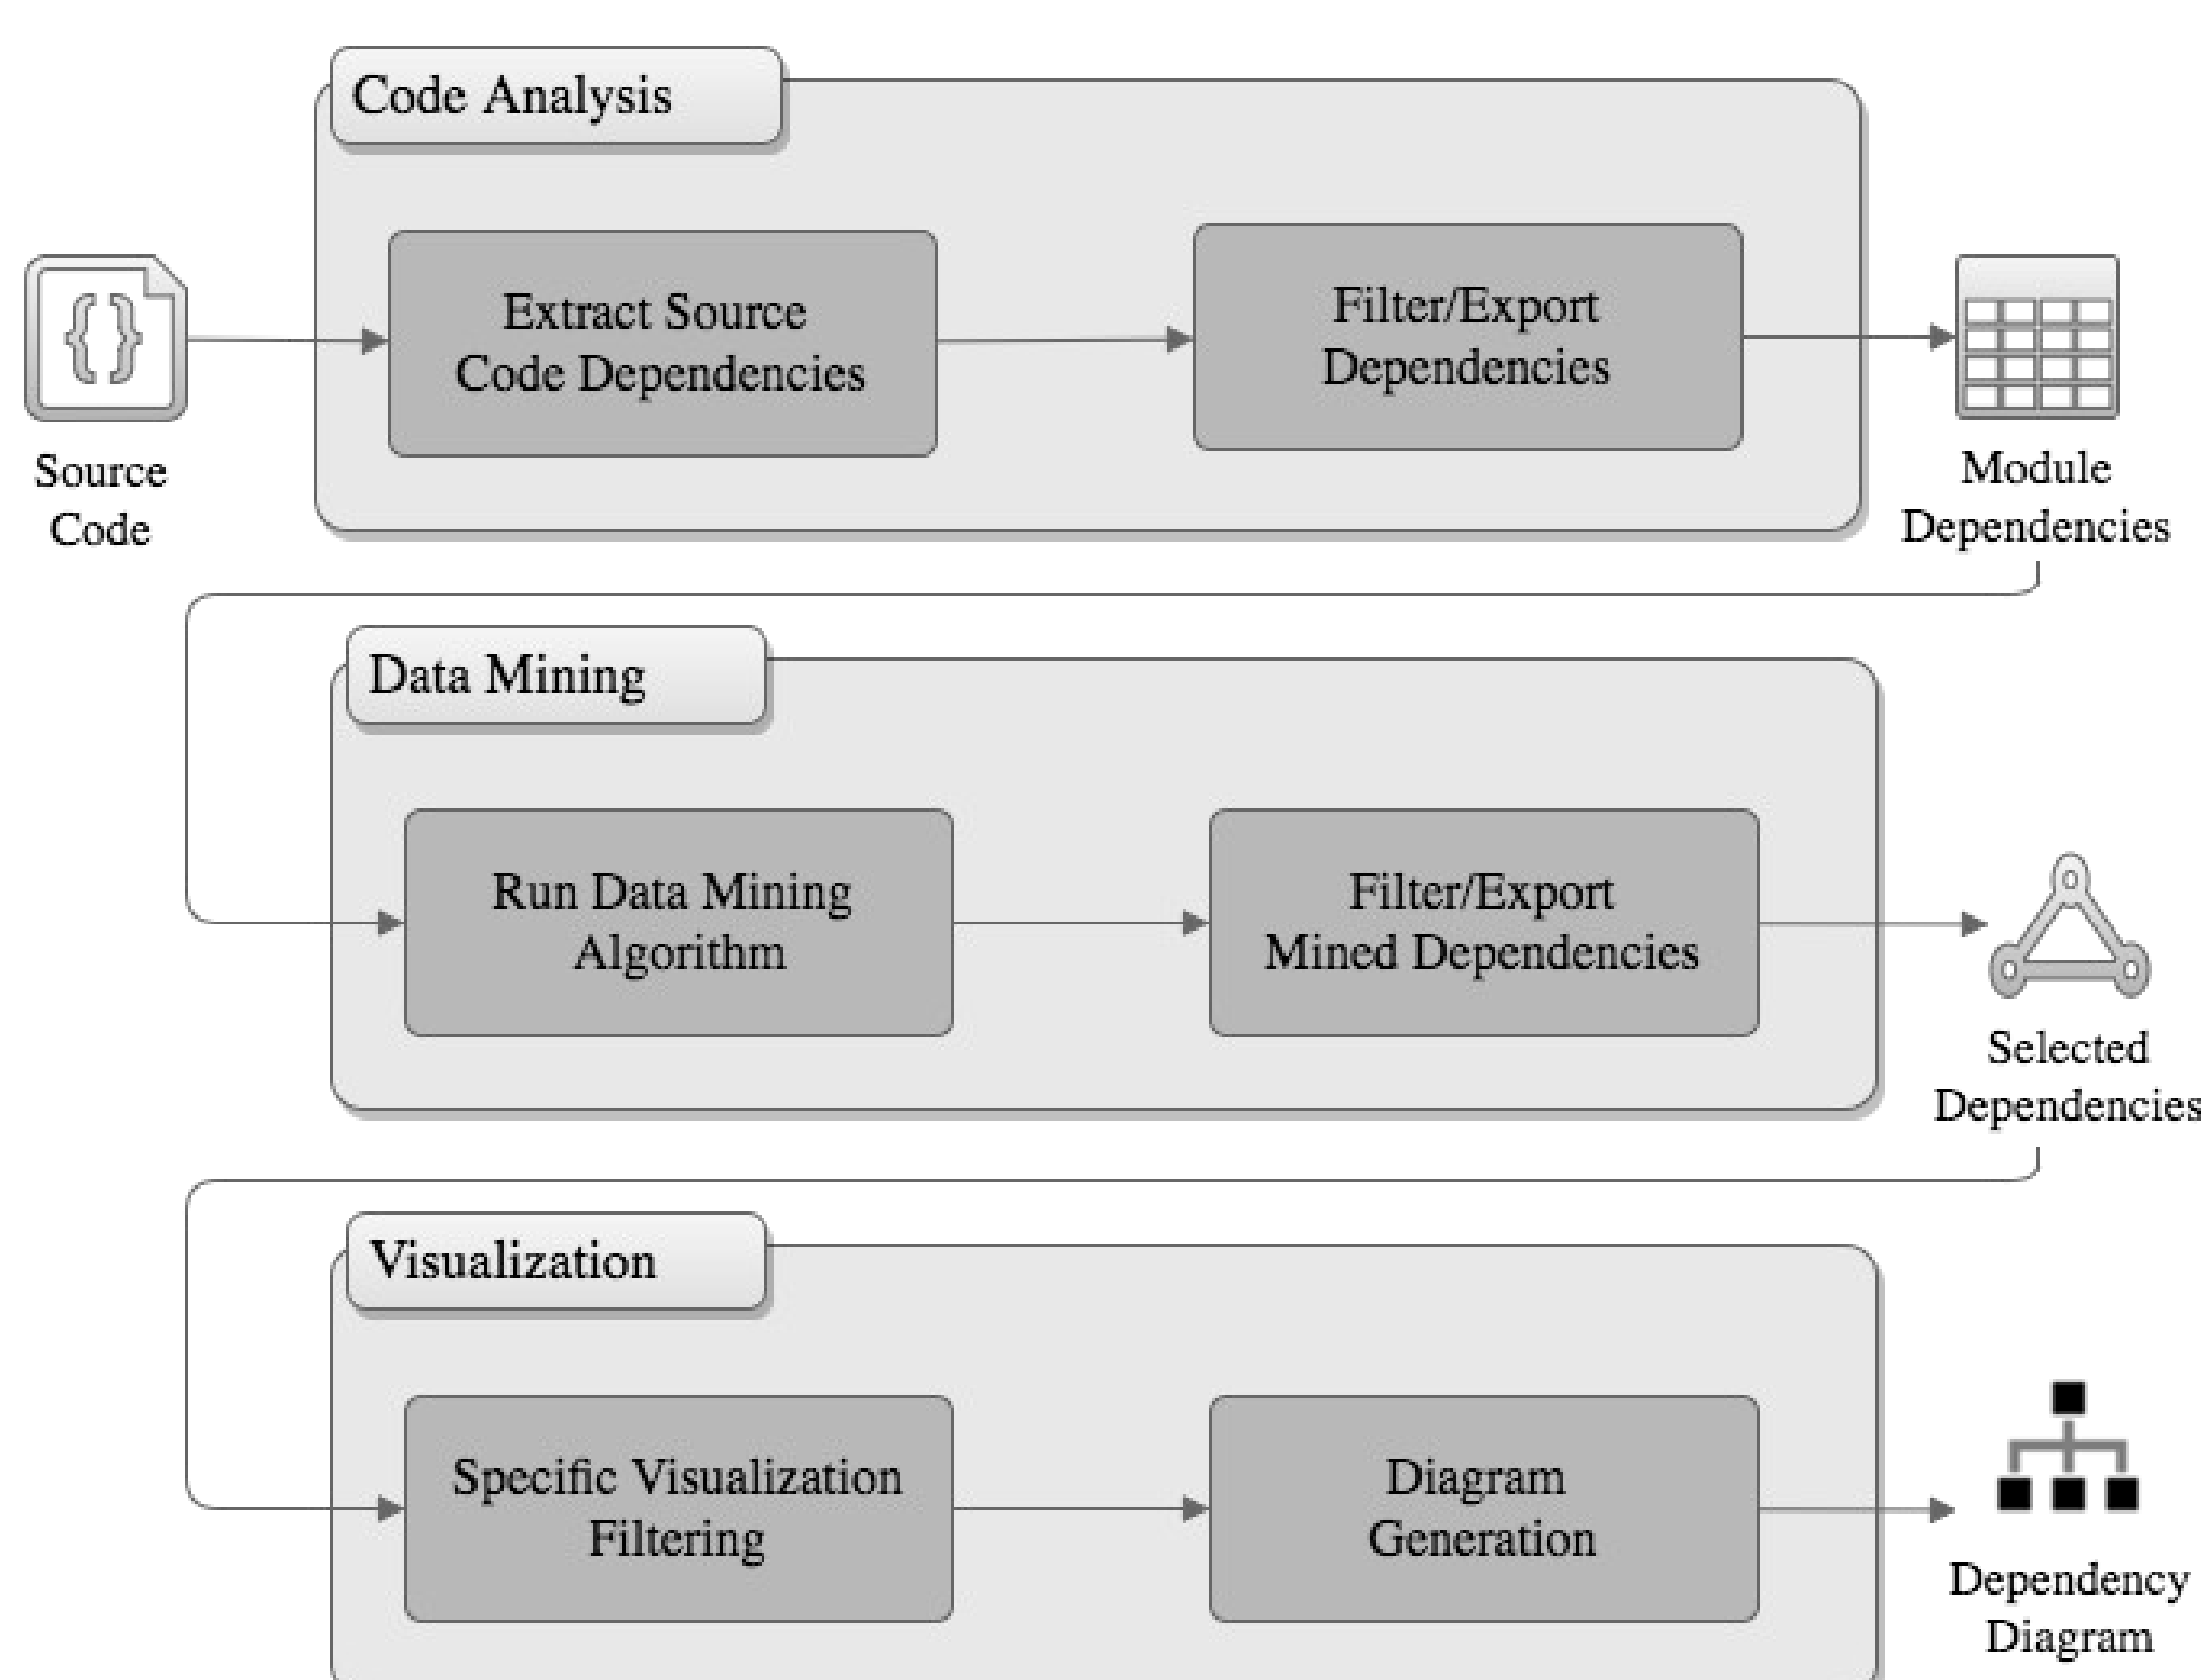 Code Analysis
Extract Source
Code Dependencies
Filter/Export
Dependencies
Source
Code
Module
Dependencies
Data Mining
Run Data Mining
Algorithm
Filter/Export
Mined Dependencies
Selected
Dependencies
Visualization
Specific Visualization
Filtering
Diagram
Generation
Dependency
Diagram